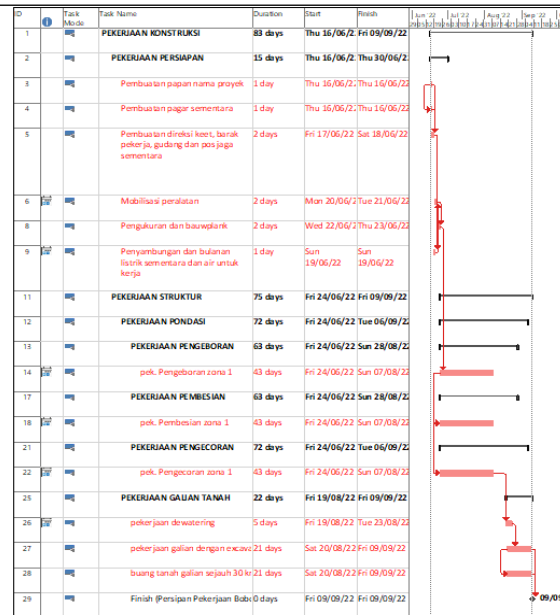 ID Task Mode Task Name Duration Start Finish Jun '22 Jul '22 Aug '22 Sep '22
1 PEKERJAAN KONSTRUKSI 83 days Thu 16/06/2 Fri 09/09/22
2 PEKERJAAN PERSIAPAN 15 days Thu 16/06/2 Thu 30/06/2
3 Pembuatan papan nama proyek 1 day Thu 16/06/2 Thu 16/06/22
4 Pembuatan pagar sementara 1 day Thu 16/06/2 Thu 16/06/22
5 Pembuatan direksi keet, barak 2 days Fri 17/06/22 Sat 18/06/22
pekerja, gudang dan pos jaga
sementara
6 Mobilisasi peralatan 2 days Mon 20/06/2 Tue 21/06/22
8 Pengukuran dan bauwplank 2 days Wed 22/06/2 Thu 23/06/22
9 Penyambungan dan bulanan 1 day Sun Sun
listrik sementara dan air untuk 19/06/22 19/06/22
kerja
11 PEKERJAAN STRUKTUR 75 days Fri 24/06/22 Fri 09/09/22
12 PEKERJAAN PONDASI 72 days Fri 24/06/22 Tue 06/09/2
13 PEKERJAAN PENGEBORAN 63 days Fri 24/06/22 Sun 28/08/2
14 pek. Pengeboran zona 1 43 days Fri 24/06/22 Sun 07/08/2
17 PEKERJAAN PEMBESIAN 63 days Fri 24/06/22 Sun 28/08/2
18 pek. Pembesian zona 1 43 days Fri 24/06/22 Sun 07/08/2
21 PEKERJAAN PENGECORAN 72 days Fri 24/06/22 Tue 06/09/2
22 pek. Pengecoran zona 1 43 days Fri 24/06/22 Sun 07/08/2
25 PEKERJAAN GALIAN TANAH 22 days Fri 19/08/22 Fri 09/09/22
26 pekerjaan dewatering 5 days Fri 19/08/22 Tue 23/08/22
27 pekerjaan galian dengan excava 21 days Sat 20/08/22 Fri 09/09/22
28 buang tanah galian sejauh 30 k 21 days Sat 20/08/22 Fri 09/09/22
29 Finish (Persipan Pekerjaan Bob 0 days Fri 09/09/22 Fri 09/09/22 09/0